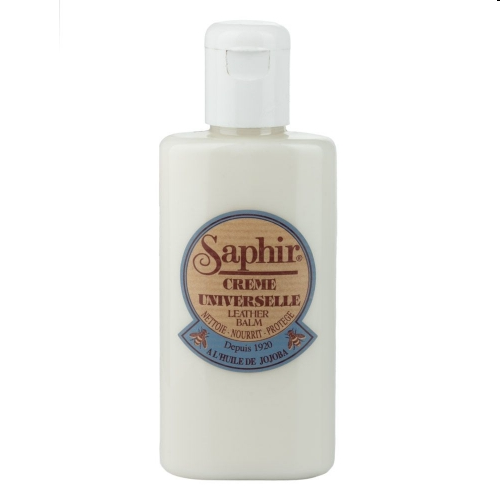 Saphir®
CREME
UNIVERSELLE
LEATHER
BALM
NETTOIE - NOURRIT - PROTEGE
Depuis 1920
A L'HUILE DE JOJOBA